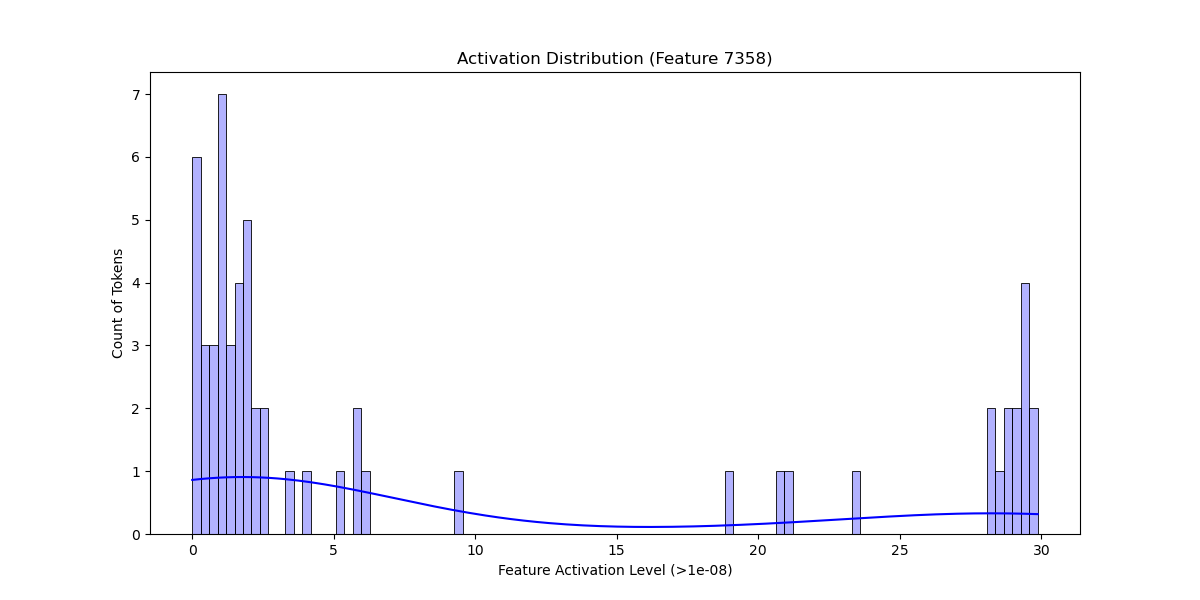 Activation Distribution (Feature 7358)
Count of Tokens
7
6
5
4
3
2
1
0
0 5 10 15 20 25 30
Feature Activation Level (>1e-08)